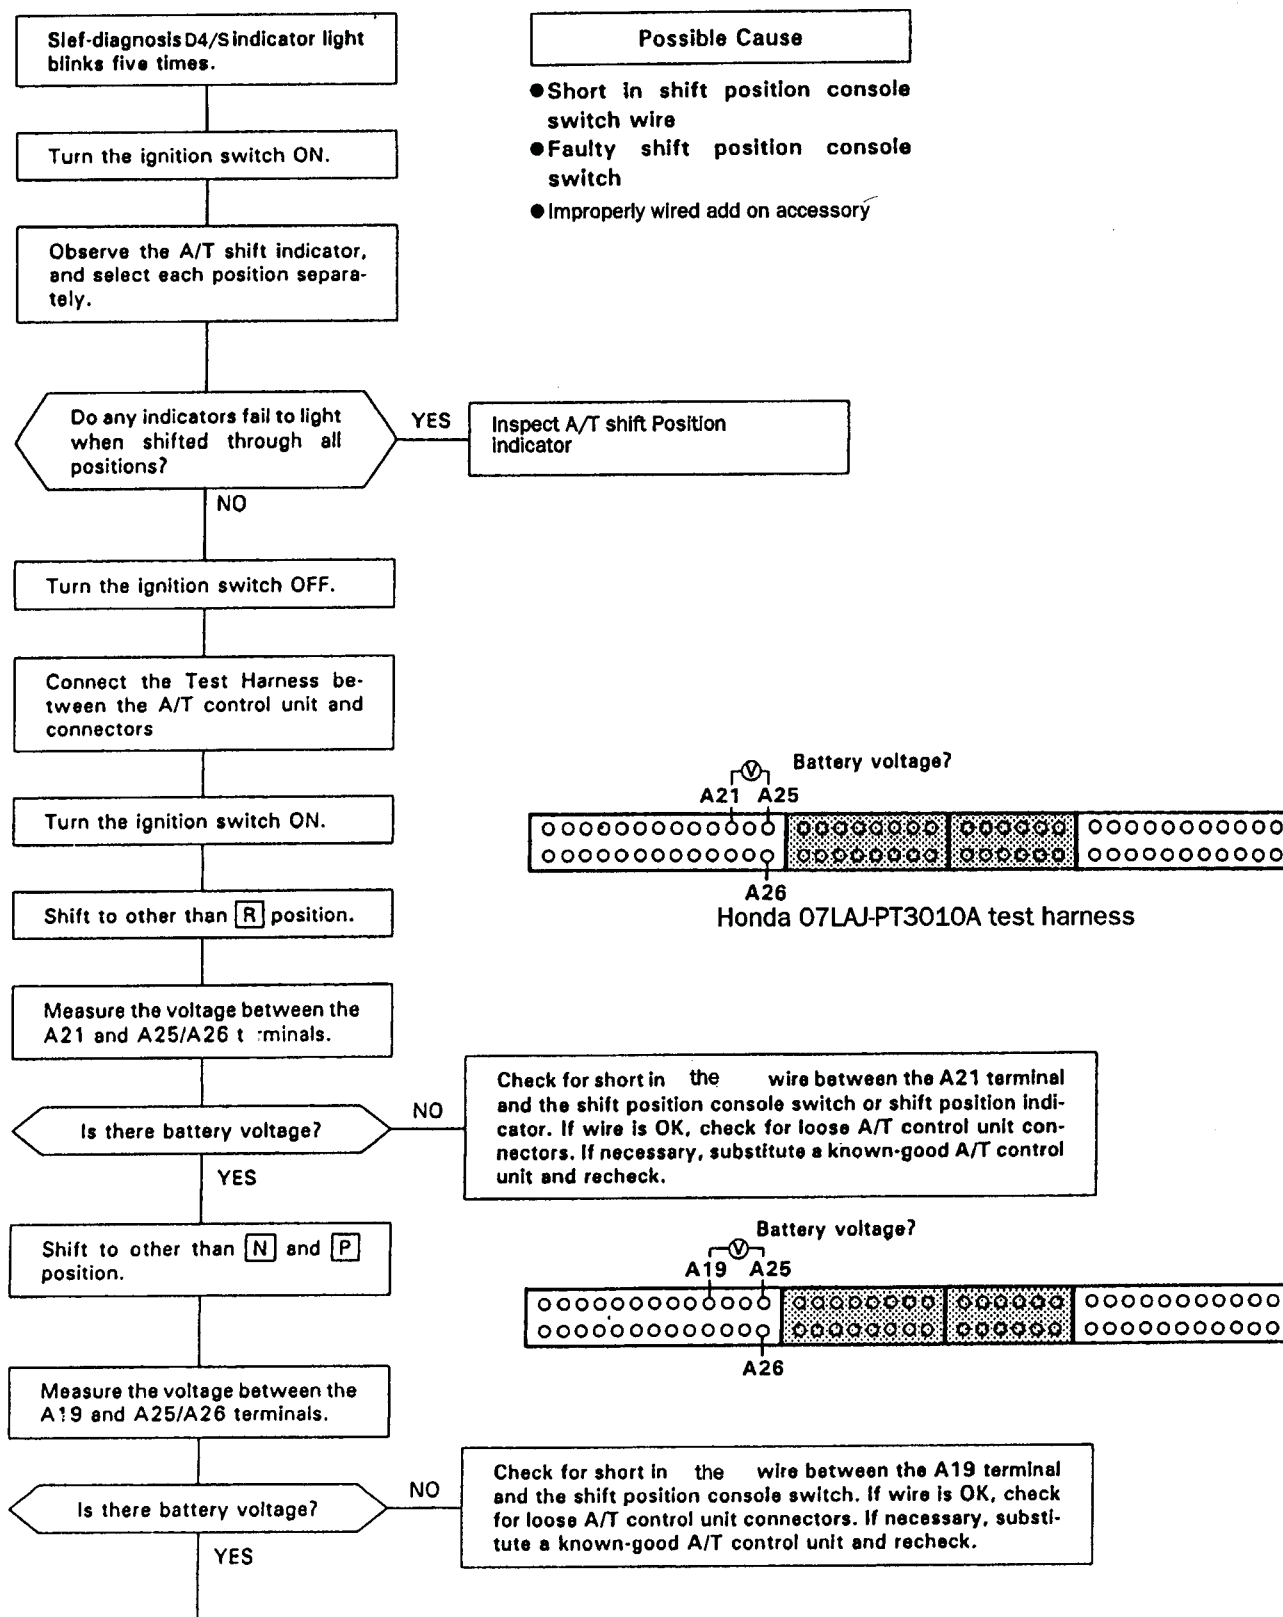 Slef-diagnosis D4/S indicator light
blinks five times.
Possible Cause
● Short in shift position console
switch wire
● Faulty shift position console
switch
● Improperly wired add on accessory
Turn the ignition switch ON.
Observe the A/T shift indicator,
and select each position separa-
tely.
Do any indicators fail to light
when shifted through all
positions?
YES
Inspect A/T shift Position
indicator
NO
Turn the ignition switch OFF.
Connect the Test Harness be-
tween the A/T control unit and
connectors
Turn the ignition switch ON.
Battery voltage?
V
A21 A25
A26
Honda 07LAJ-PT3010A test harness
Shift to other than R position.
Measure the voltage between the
A21 and A25/A26 t :minals.
Is there battery voltage?
NO
Check for short in the wire between the A21 terminal
and the shift position console switch or shift position indi-
cator. If wire is OK, check for loose A/T control unit con-
nectors. If necessary, substitute a known-good A/T control
unit and recheck.
YES
Shift to other than N and P
position.
Battery voltage?
V
A19 A25
A26
Measure the voltage between the
A19 and A25/A26 terminals.
Is there battery voltage?
NO
Check for short in the wire between the A19 terminal
and the shift position console switch. If wire is OK, check
for loose A/T control unit connectors. If necessary, substi-
tute a known-good A/T control unit and recheck.
YES